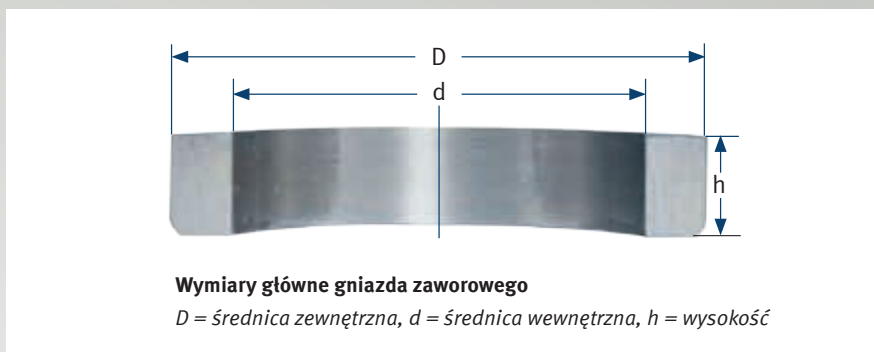 D
d
h
Wymiary główne gniazda zaworowego
D = średnica zewnętrzna, d = średnica wewnętrzna, h = wysokość